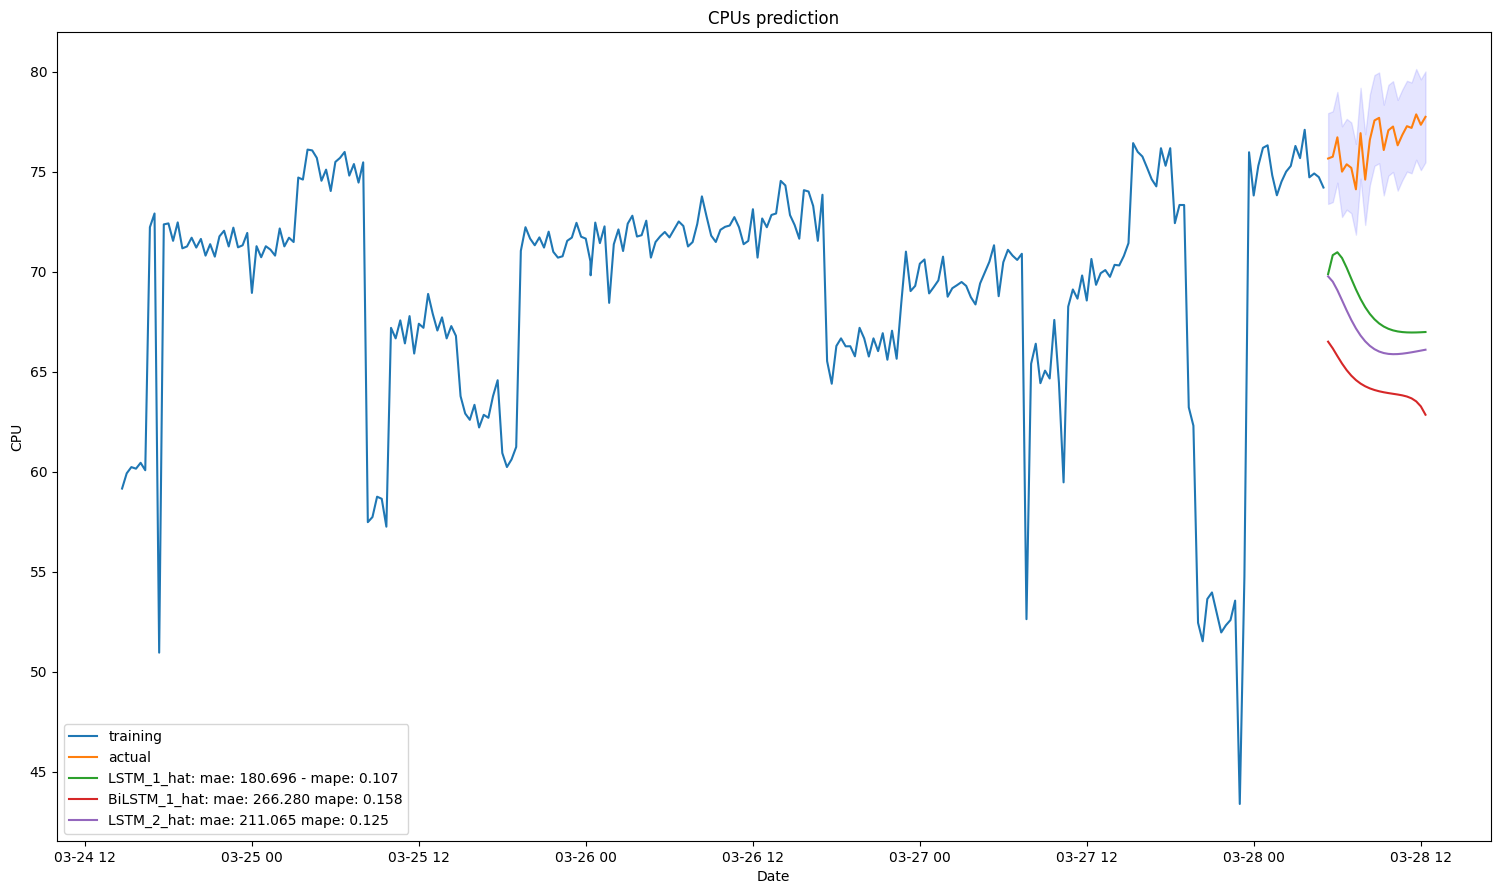 CPUs prediction
80
75
70
65
60
55
50
45
CPU
training
actual
LSTM_1_hat: mae: 180.696 - mape: 0.107
BiLSTM_1_hat: mae: 266.280 mape: 0.158
LSTM_2_hat: mae: 211.065 mape: 0.125
03-24 12 03-25 00 03-25 12 03-26 00 03-26 12 03-27 00 03-27 12 03-28 00 03-28 12
Date